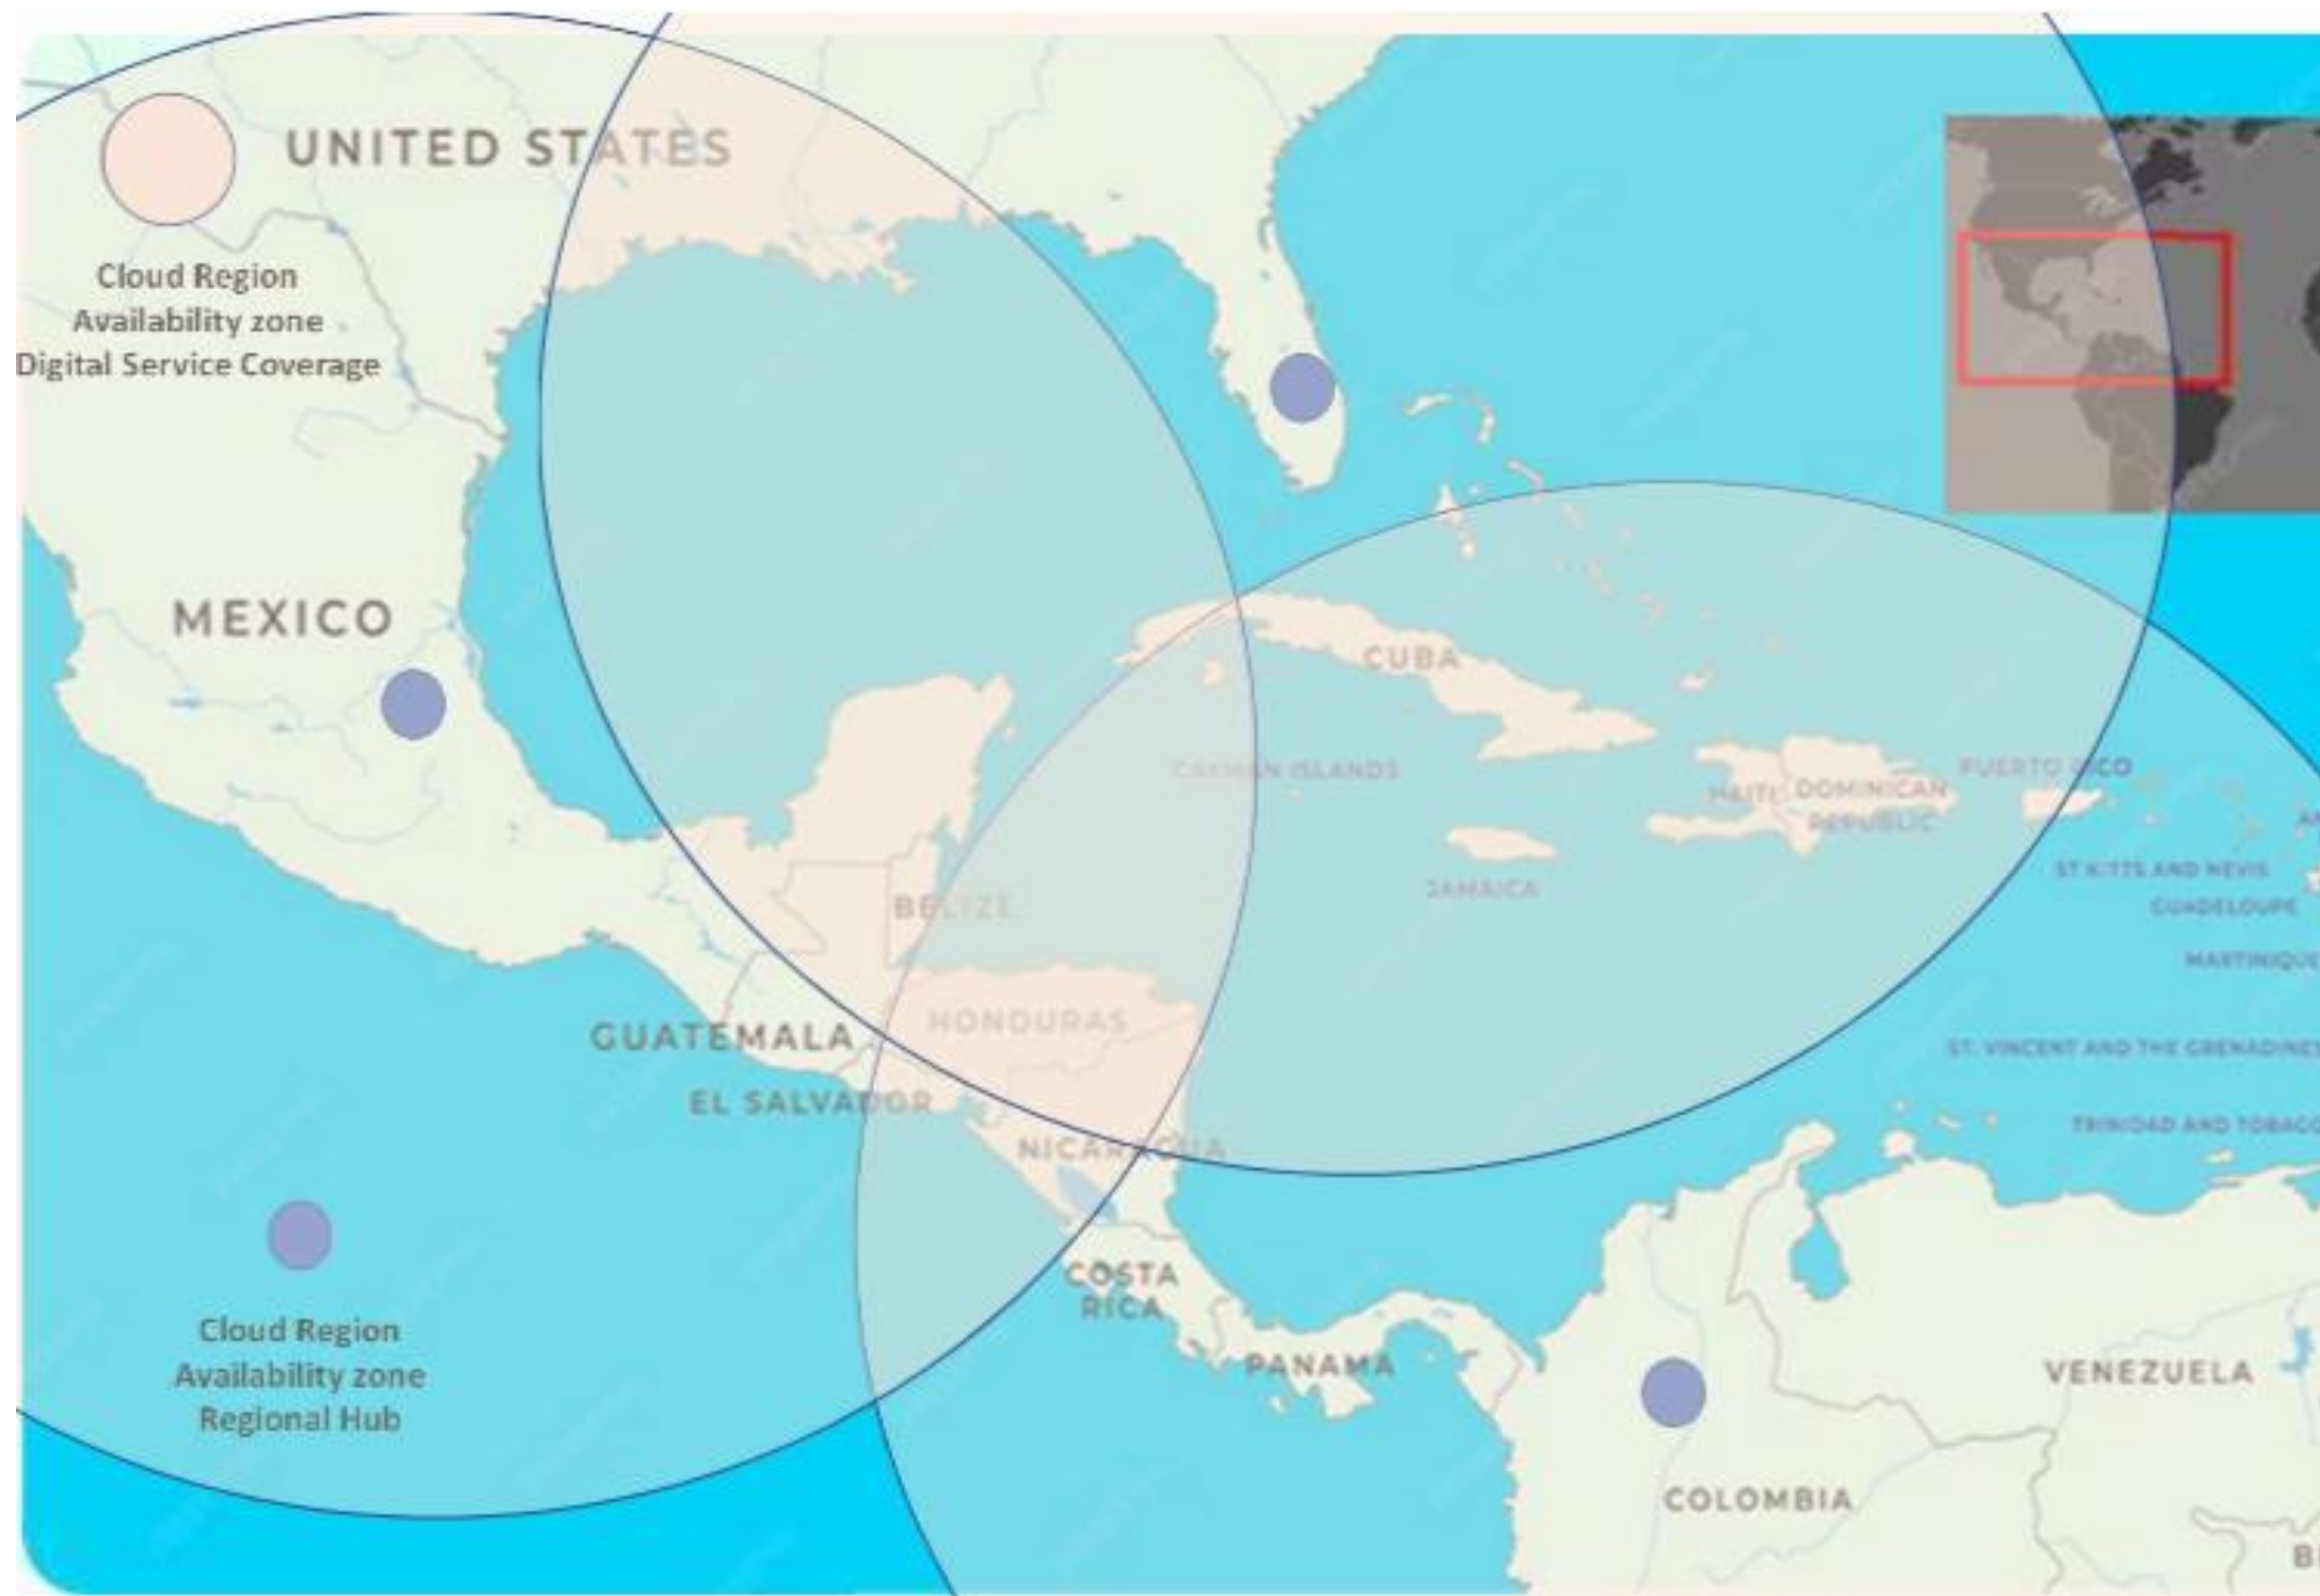 UNITED STATES
Cloud Region
Availability zone
Digital Service Coverage
MEXICO
CUBA
CAYMAN ISLANDS
HAITI
DOMINICAN
REPUBLIC
PUERTO RICO
JAMAICA
ST KITTS AND NEVIS
GUADELOUPE
MARTINIQUE
BELIZE
HONDURAS
GUATEMALA
ST. VINCENT AND THE GRENADINES
EL SALVADOR
NICARAGUA
TRINIDAD AND TOBAGO
COSTA
RICA
PANAMA
Cloud Region
Availability zone
Regional Hub
VENEZUELA
COLOMBIA